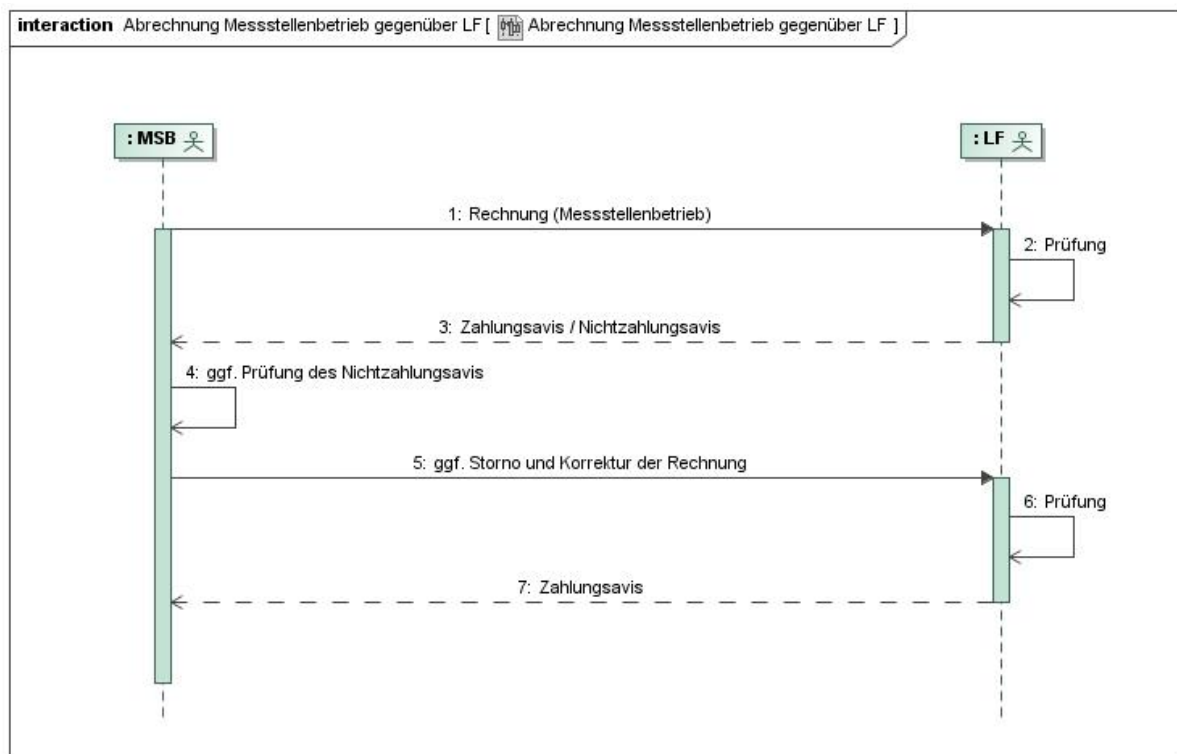 interaction Abrechnung Messstellenbetrieb gegenüber LF [ Abrechnung Messstellenbetrieb gegenüber LF ]
: MSB
: LF
1: Rechnung (Messstellenbetrieb)
2: Prüfung
3: Zahlungsavis / Nichtzahlungsavis
4: ggf. Prüfung des Nichtzahlungsavis
5: ggf. Storno und Korrektur der Rechnung
6: Prüfung
7: Zahlungsavis